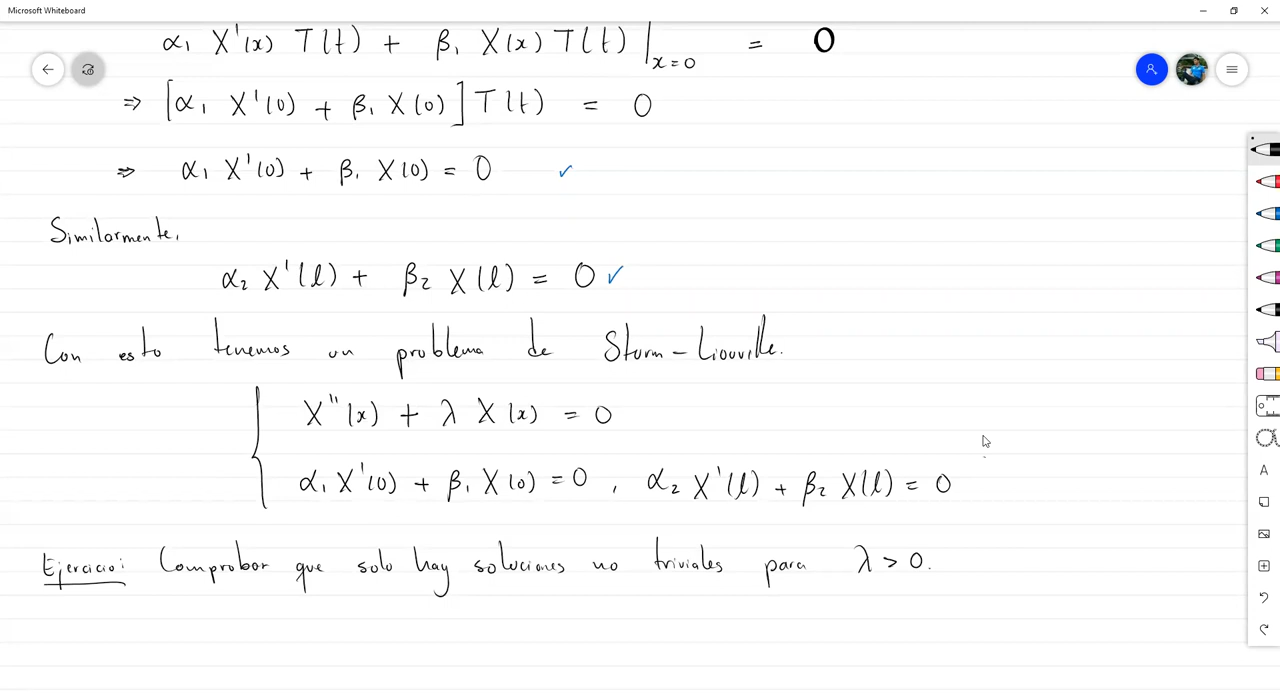 Microsoft Whiteboard
α₁ X'(x) T(t) + β₁ X(x) T(t) |ₓ₌₀ = 0
⇒ [α₁ X'(0) + β₁ X(0)] T(t) = 0
⇒ α₁ X'(0) + β₁ X(0) = 0 ✓
Similarmente,
α₂ X'(l) + β₂ X(l) = 0 ✓
Con esto tenemos un problema de Sturm-Liouville.
X''(x) + λ X(x) = 0
α₁ X'(0) + β₁ X(0) = 0 , α₂ X'(l) + β₂ X(l) = 0
Ejercicio: Comprobar que solo hay soluciones no triviales para λ > 0.
A